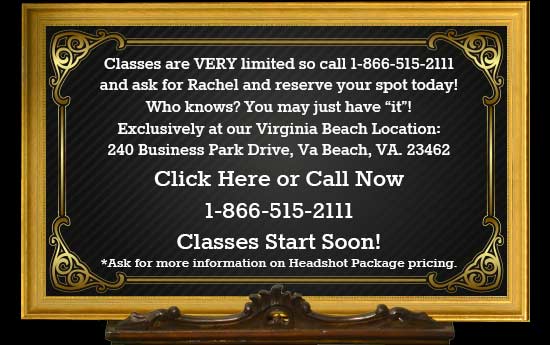 Classes are VERY limited so call 1-866-515-2111
and ask for Rachel and reserve your spot today!
Who knows? You may just have “it”!
Exclusively at our Virginia Beach Location:
240 Business Park Drive, Va Beach, VA. 23462
Click Here or Call Now
1-866-515-2111
Classes Start Soon!
*Ask for more information on Headshot Package pricing.